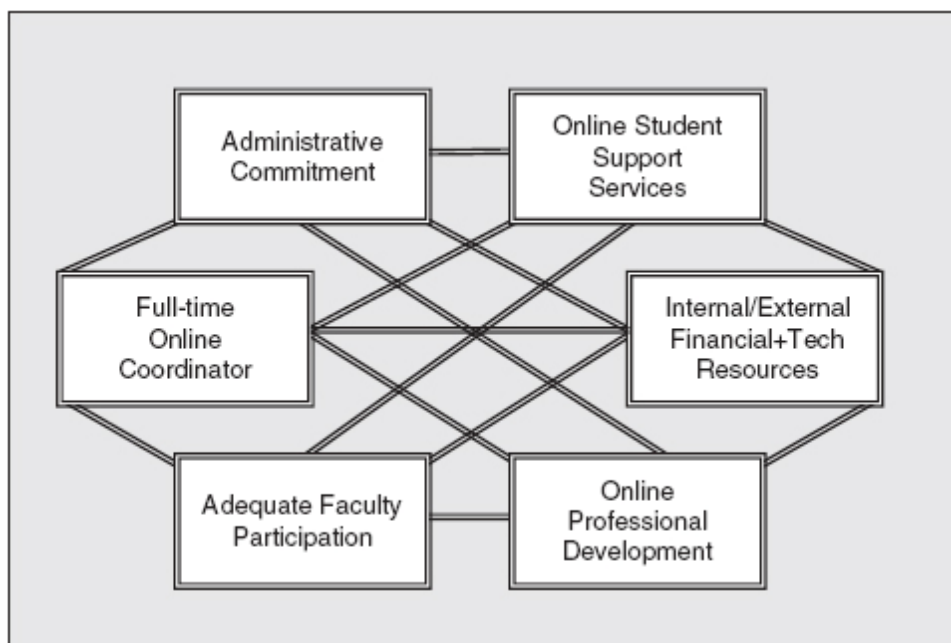 Administrative
Commitment
Online Student
Support
Services
Full-time
Online
Coordinator
Internal/External
Financial+Tech
Resources
Adequate Faculty
Participation
Online
Professional
Development